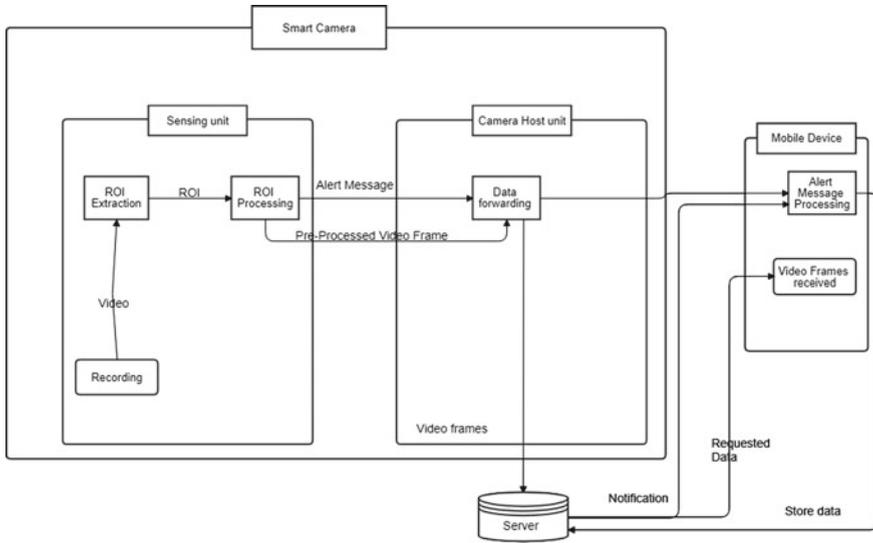 Smart Camera
Sensing unit
Camera Host unit
Mobile Device
ROI
Extraction
ROI
ROI
Processing
Alert Message
Data
forwarding
Alert
Message
Processing
Pre-Processed Video Frame
Video Frames
received
Video
Recording
Video frames
Requested
Data
Notification
Store data
Server